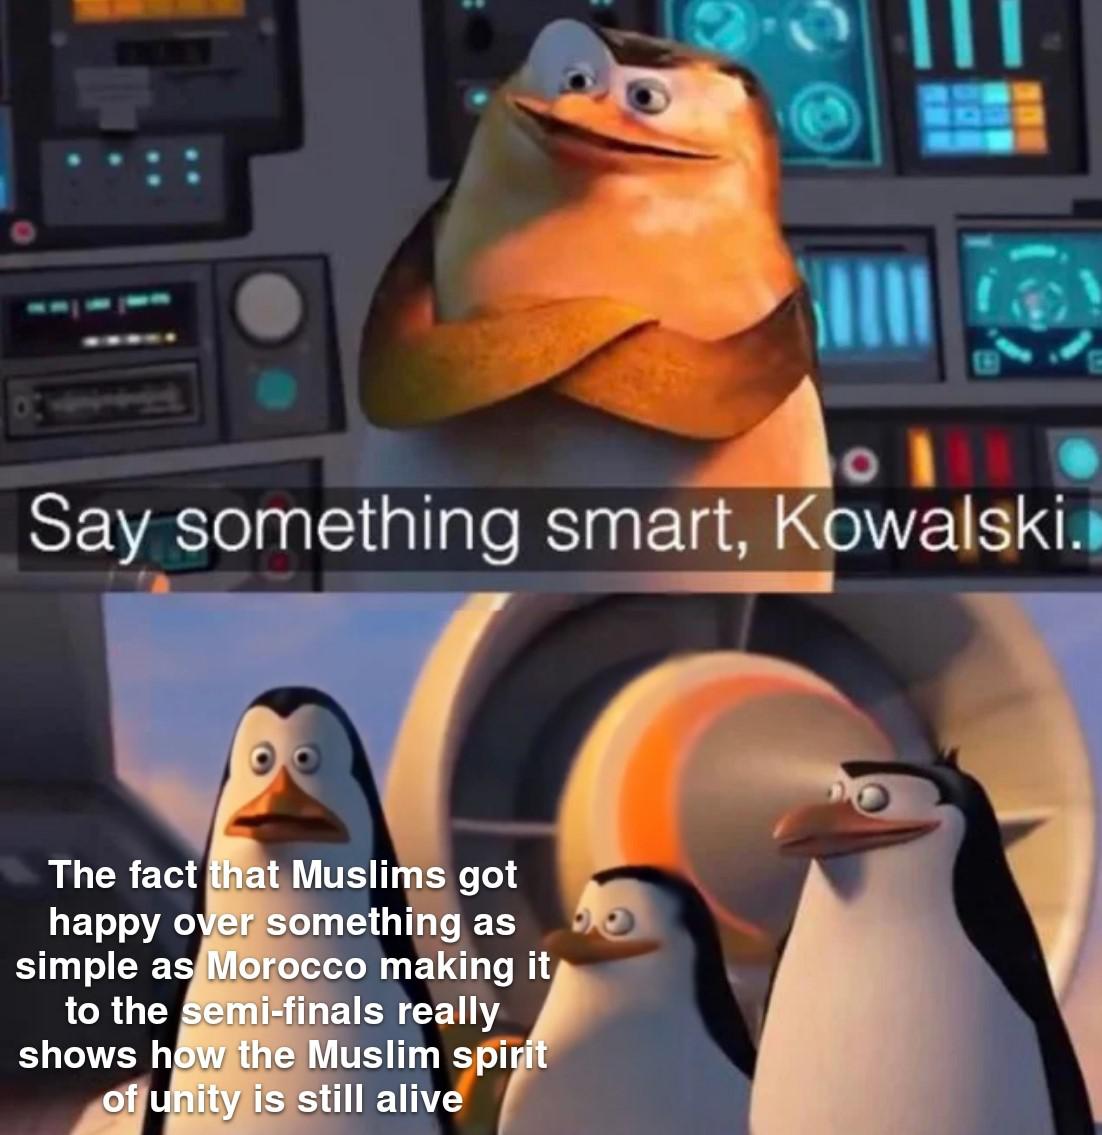 Say something smart, Kowalski.
The fact that Muslims got
happy over something as
simple as Morocco making it
to the semi-finals really
shows how the Muslim spirit
of unity is still alive